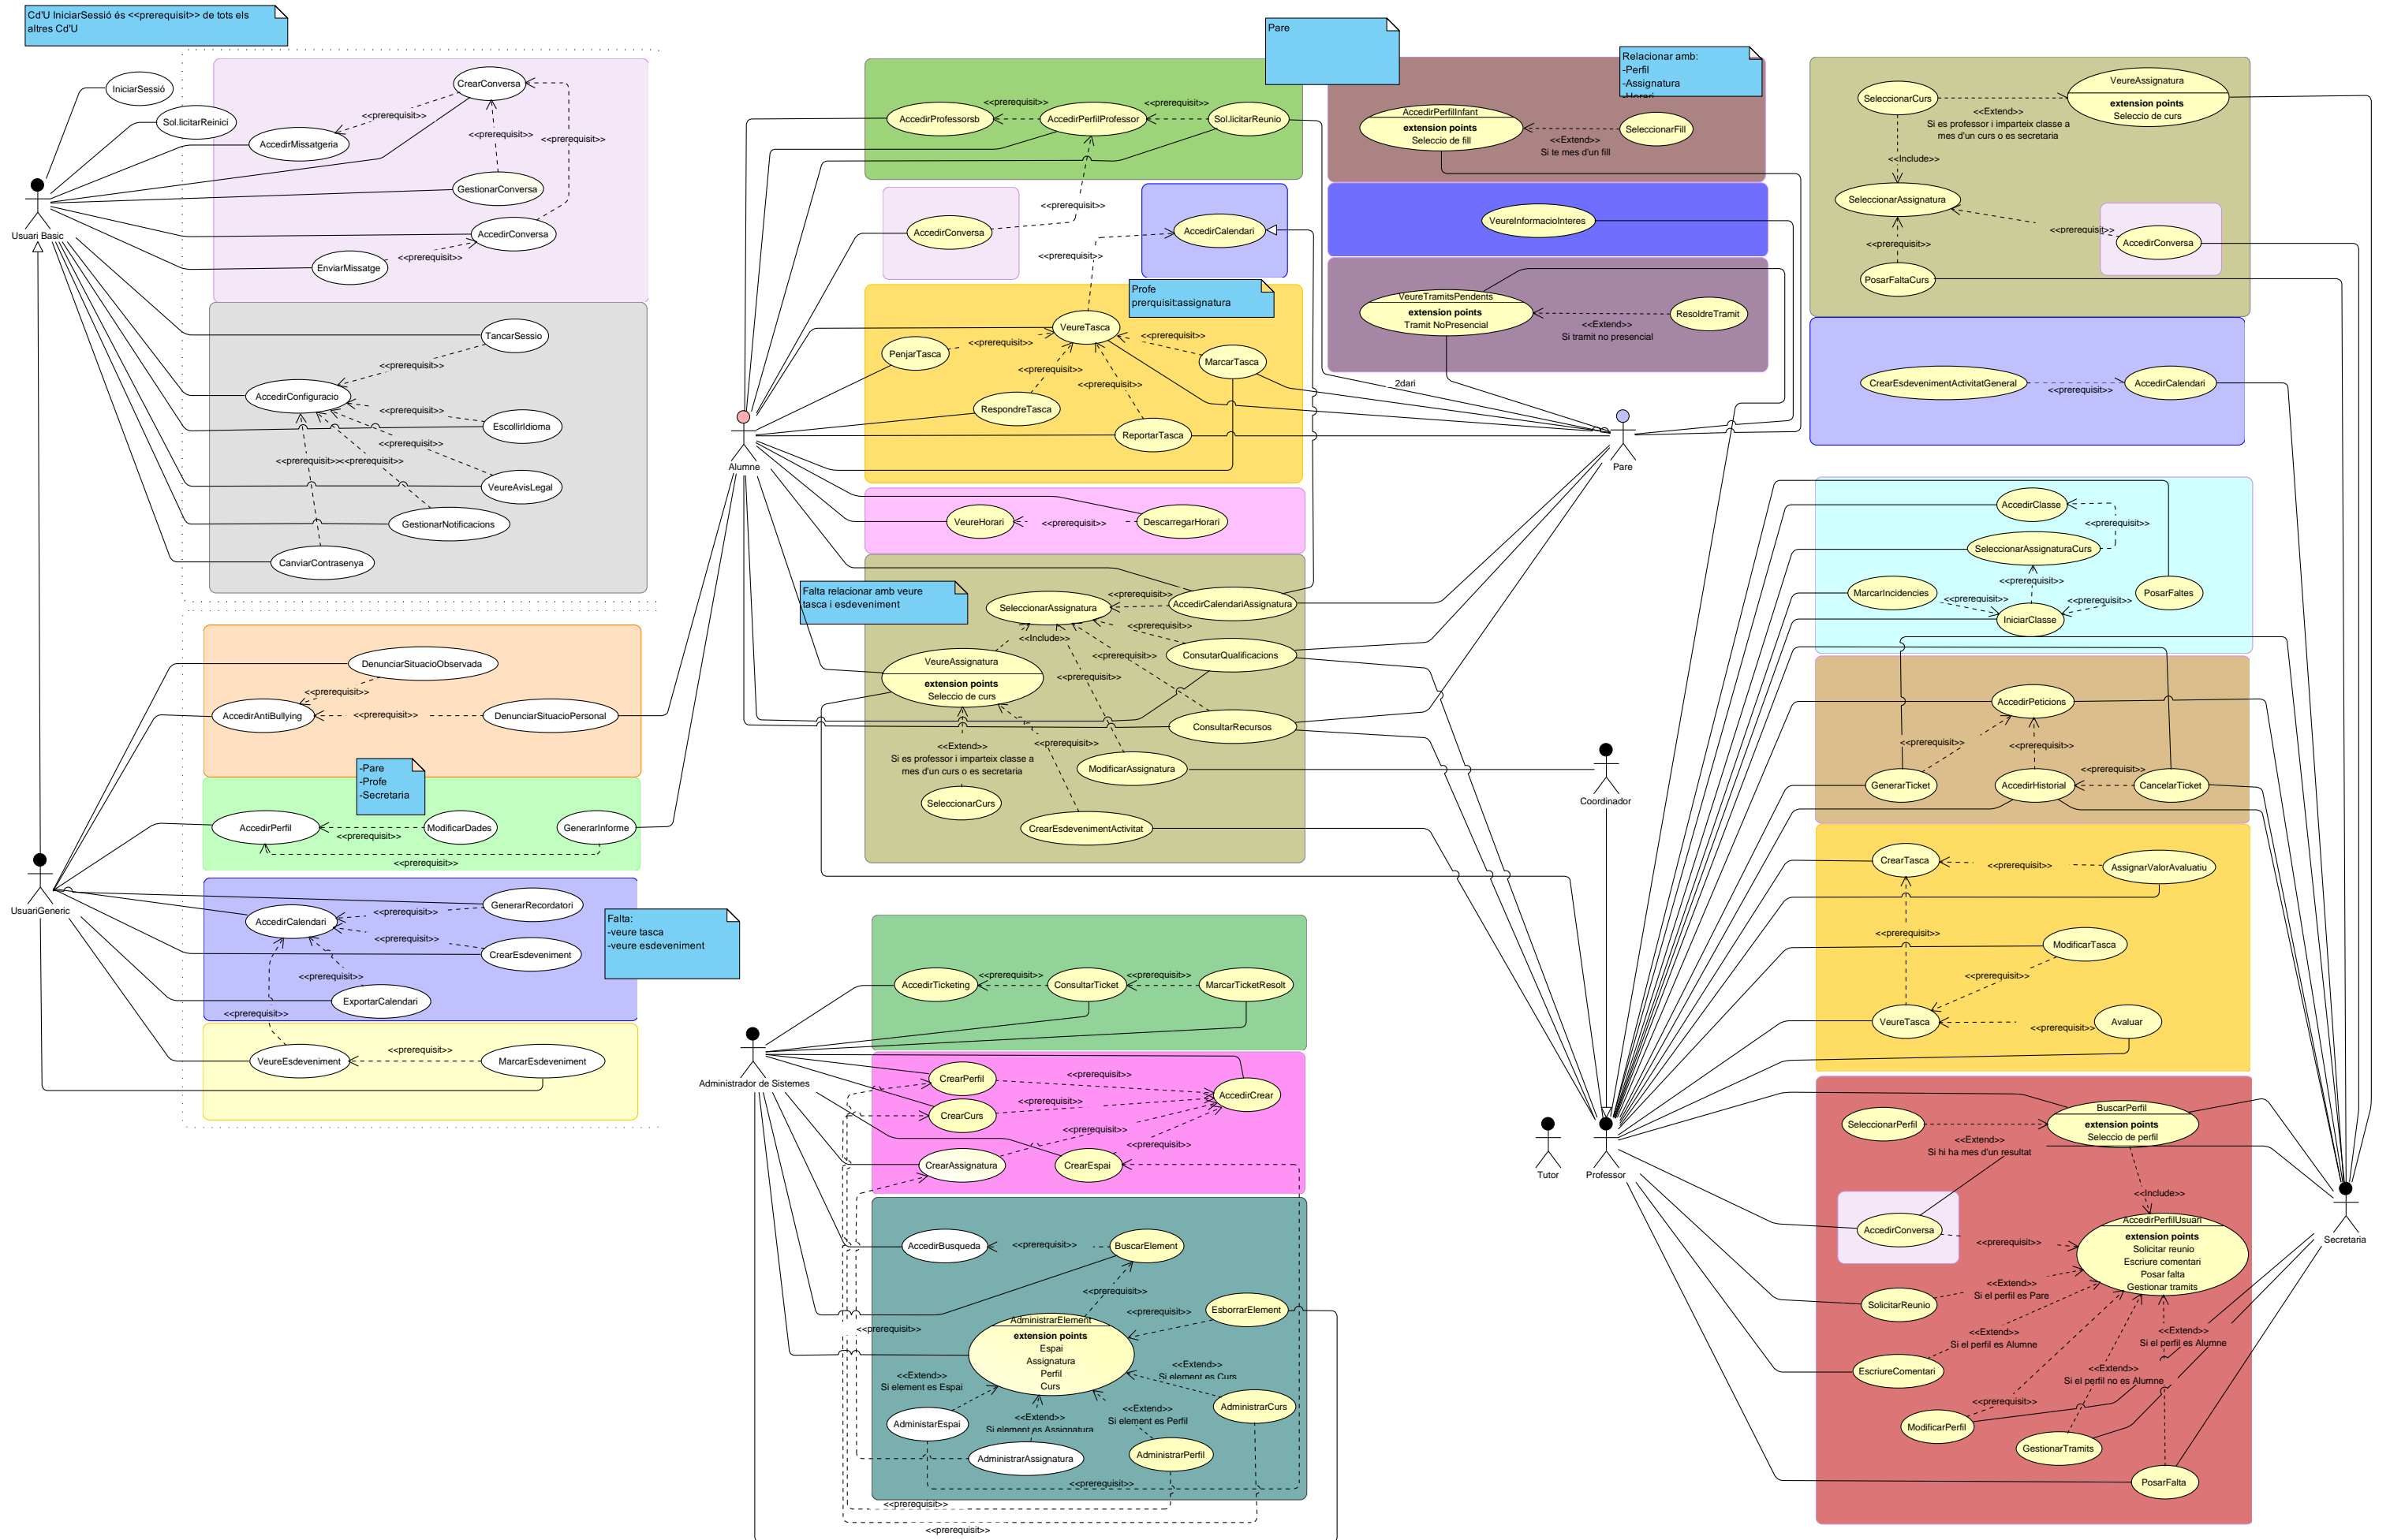 Cd'U IniciarSessió és <<prerequisit>> de tots els
altres Cd'U
IniciarSessió
Sol.licitarReinici
CrearConversa
<<prerequisit>>
<<prerequisit>>
AccedirMissatgeria
GestionarConversa
AccedirConversa
<<prerequisit>>
EnviarMissatge
Usuari Basic
TancarSessio
<<prerequisit>>
AccedirConfiguracio
EscollirIdioma
<<prerequisit>>
<<prerequisit>>
<<prerequisit>>
VeureAvisLegal
GestionarNotificacions
CanviarContrasenya
DenunciarSituacioObservada
<<prerequisit>>
AccedirAntiBullying
<<prerequisit>>
DenunciarSituacioPersonal
-Pare
-Profe
-Secretaria
AccedirPerfil
<<prerequisit>>
ModificarDades
GenerarInforme
<<prerequisit>>
UsuariGeneric
GenerarRecordatori
<<prerequisit>>
AccedirCalendari
<<prerequisit>>
CrearEsdeveniment
<<prerequisit>>
ExportarCalendari
<<prerequisit>>
Falta:
-veure tasca
-veure esdeveniment
VeureEsdeveniment
<<prerequisit>>
MarcarEsdeveniment
Pare
AccedirProfessorsb
<<prerequisit>>
AccedirPerfilProfessor
<<prerequisit>>
Sol.licitarReunio
<<prerequisit>>
AccedirConversa
AccedirCalendari
<<prerequisit>>
Profe
prerquisit:assignatura
VeureTasca
PenjarTasca
<<prerequisit>>
MarcarTasca
<<prerequisit>>
<<prerequisit>>
<<prerequisit>>
RespondreTasca
ReportarTasca
Alumne
VeureHorari
<<prerequisit>>
DescarregarHorari
Falta relacionar amb veure
tasca i esdeveniment
SeleccionarAssignatura
<<prerequisit>>
AccedirCalendariAssignatura
<<Include>>
<<prerequisit>>
<<prerequisit>>
<<prerequisit>>
ConsutarQualificacions
VeureAssignatura
extension points
Seleccio de curs
ConsultarRecursos
<<prerequisit>>
<<Extend>>
Si es professor i imparteix classe a
mes d'un curs o es secretaria
ModificarAssignatura
SeleccionarCurs
CrearEsdevenimentActivitat
AccedirTicketing
<<prerequisit>>
ConsultarTicket
<<prerequisit>>
MarcarTicketResolt
Administrador de Sistemes
CrearPerfil
<<prerequisit>>
AccedirCrear
CrearCurs
<<prerequisit>>
<<prerequisit>>
<<prerequisit>>
CrearAssignatura
CrearEspai
AccedirBusqueda
<<prerequisit>>
BuscarElement
<<prerequisit>>
EsborrarElement
<<prerequisit>>
<<prerequisit>>
AdministrarElement
extension points
Espai
Assignatura
Perfil
Curs
<<Extend>>
Si element es Espai
<<Extend>>
Si element es Curs
AdministrarCurs
<<Extend>>
Si element es Perfil
<<Extend>>
Si element es Assignatura
AdministarEspai
AdministrarAssignatura
AdministrarPerfil
<<prerequisit>>
<<prerequisit>>
<<prerequisit>>
Relacionar amb:
-Perfil
-Assignatura
-Horari
AccedirPerfilInfant
extension points
Seleccio de fill
<<Extend>>
Si te mes d'un fill
SeleccionarFill
VeureInformacioInteres
VeureTramitsPendents
extension points
Tramit NoPresencial
<<Extend>>
Si tramit no presencial
ResoldreTramit
2dari
Pare
Coordinador
Tutor
Professor
SeleccionarCurs
<<Extend>>
Si es professor i imparteix classe a
mes d'un curs o es secretaria
VeureAssignatura
extension points
Seleccio de curs
<<Include>>
SeleccionarAssignatura
<<prerequisit>>
<<prerequisit>>
AccedirConversa
PosarFaltaCurs
CrearEsdevenimentActivitatGeneral
<<prerequisit>>
AccedirCalendari
AccedirClasse
<<prerequisit>>
SeleccionarAssignaturaCurs
<<prerequisit>>
MarcarIncidencies
<<prerequisit>>
<<prerequisit>>
PosarFaltes
IniciarClasse
AccedirPeticions
<<prerequisit>>
<<prerequisit>>
<<prerequisit>>
GenerarTicket
AccedirHistorial
CancelarTicket
CrearTasca
<<prerequisit>>
AssignarValorAvaluatiu
<<prerequisit>>
ModificarTasca
<<prerequisit>>
VeureTasca
<<prerequisit>>
Avaluar
SeleccionarPerfil
BuscarPerfil
extension points
Seleccio de perfil
<<Extend>>
Si hi ha mes d'un resultat
<<Include>>
AccedirConversa
<<prerequisit>>
AccedirPerfilUsuari
extension points
Solicitar reunio
Escriure comentari
Posar falta
Gestionar tramits
Secretaria
SolicitarReunio
<<Extend>>
Si el perfil es Pare
<<Extend>>
Si el perfil es Alumne
<<Extend>>
Si el perfil es Alumne
EscriureComentari
<<Extend>>
Si el perfil no es Alumne
<<prerequisit>>
ModificarPerfil
GestionarTramits
PosarFalta